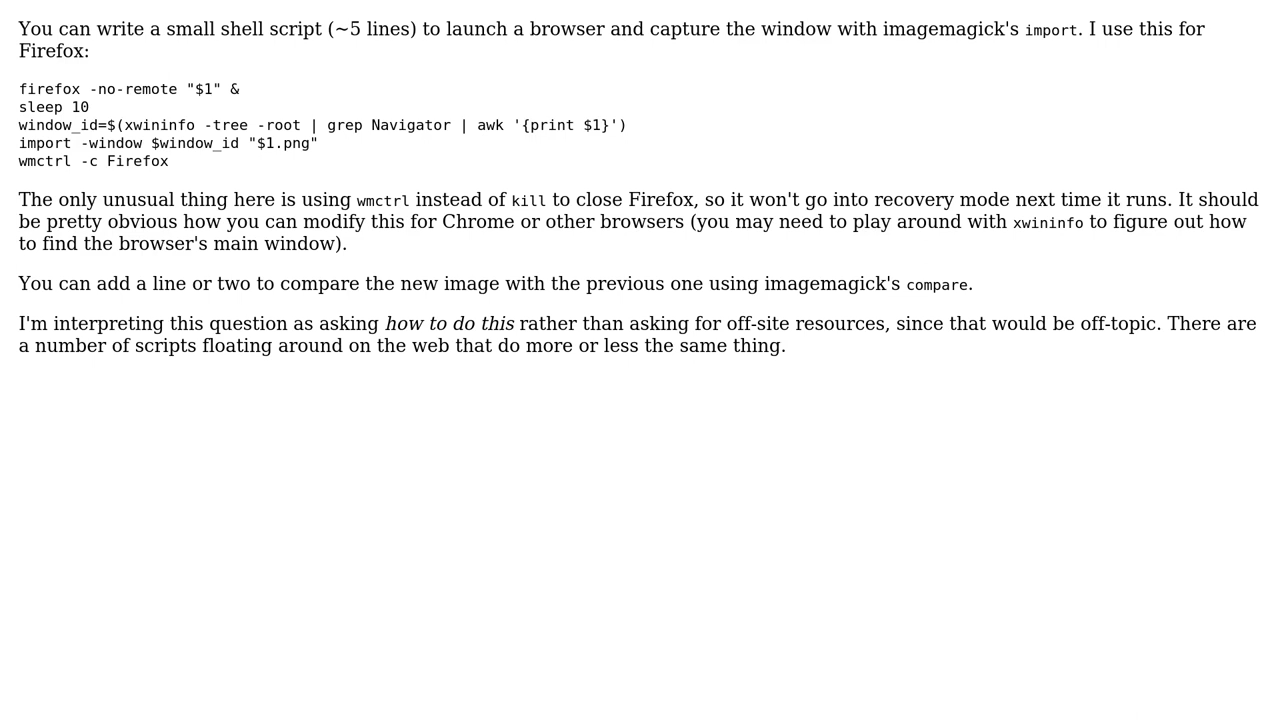 You can write a small shell script (~5 lines) to launch a browser and capture the window with imagemagick's import. I use this for
Firefox:
firefox -no-remote "$1" &
sleep 10
window_id=$(xwininfo -tree -root | grep Navigator | awk '{print $1}')
import -window $window_id "$1.png"
wmctrl -c Firefox
The only unusual thing here is using wmctrl instead of kill to close Firefox, so it won't go into recovery mode next time it runs. It should
be pretty obvious how you can modify this for Chrome or other browsers (you may need to play around with xwininfo to figure out how
to find the browser's main window).
You can add a line or two to compare the new image with the previous one using imagemagick's compare.
I'm interpreting this question as asking how to do this rather than asking for off-site resources, since that would be off-topic. There are
a number of scripts floating around on the web that do more or less the same thing.